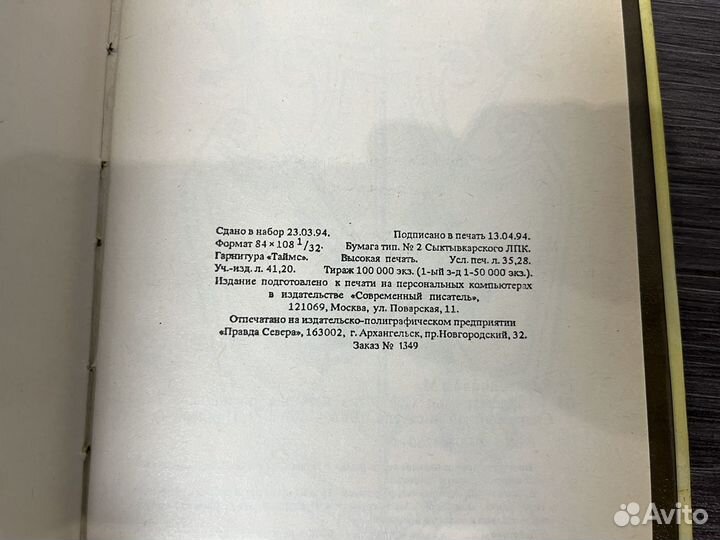 Сдано в набор 23.03.94. Подписано в печать 13.04.94.
Формат 84 × 108 1/32. Бумага тип. № 2 Сыктывкарского ЛПК.
Гарнитура «Таймс». Высокая печать. Усл. печ. л. 35,28.
Уч.-изд. л. 41,20. Тираж 100 000 экз. (1-ый з-д 1-50 000 экз.).
Издание подготовлено к печати на персональных компьютерах
в издательстве «Современный писатель»,
121069, Москва, ул. Поварская, 11.
Отпечатано на издательско-полиграфическом предприятии
«Правда Севера», 163002, г. Архангельск, пр.Новгородский, 32.
Заказ № 1349
Avito